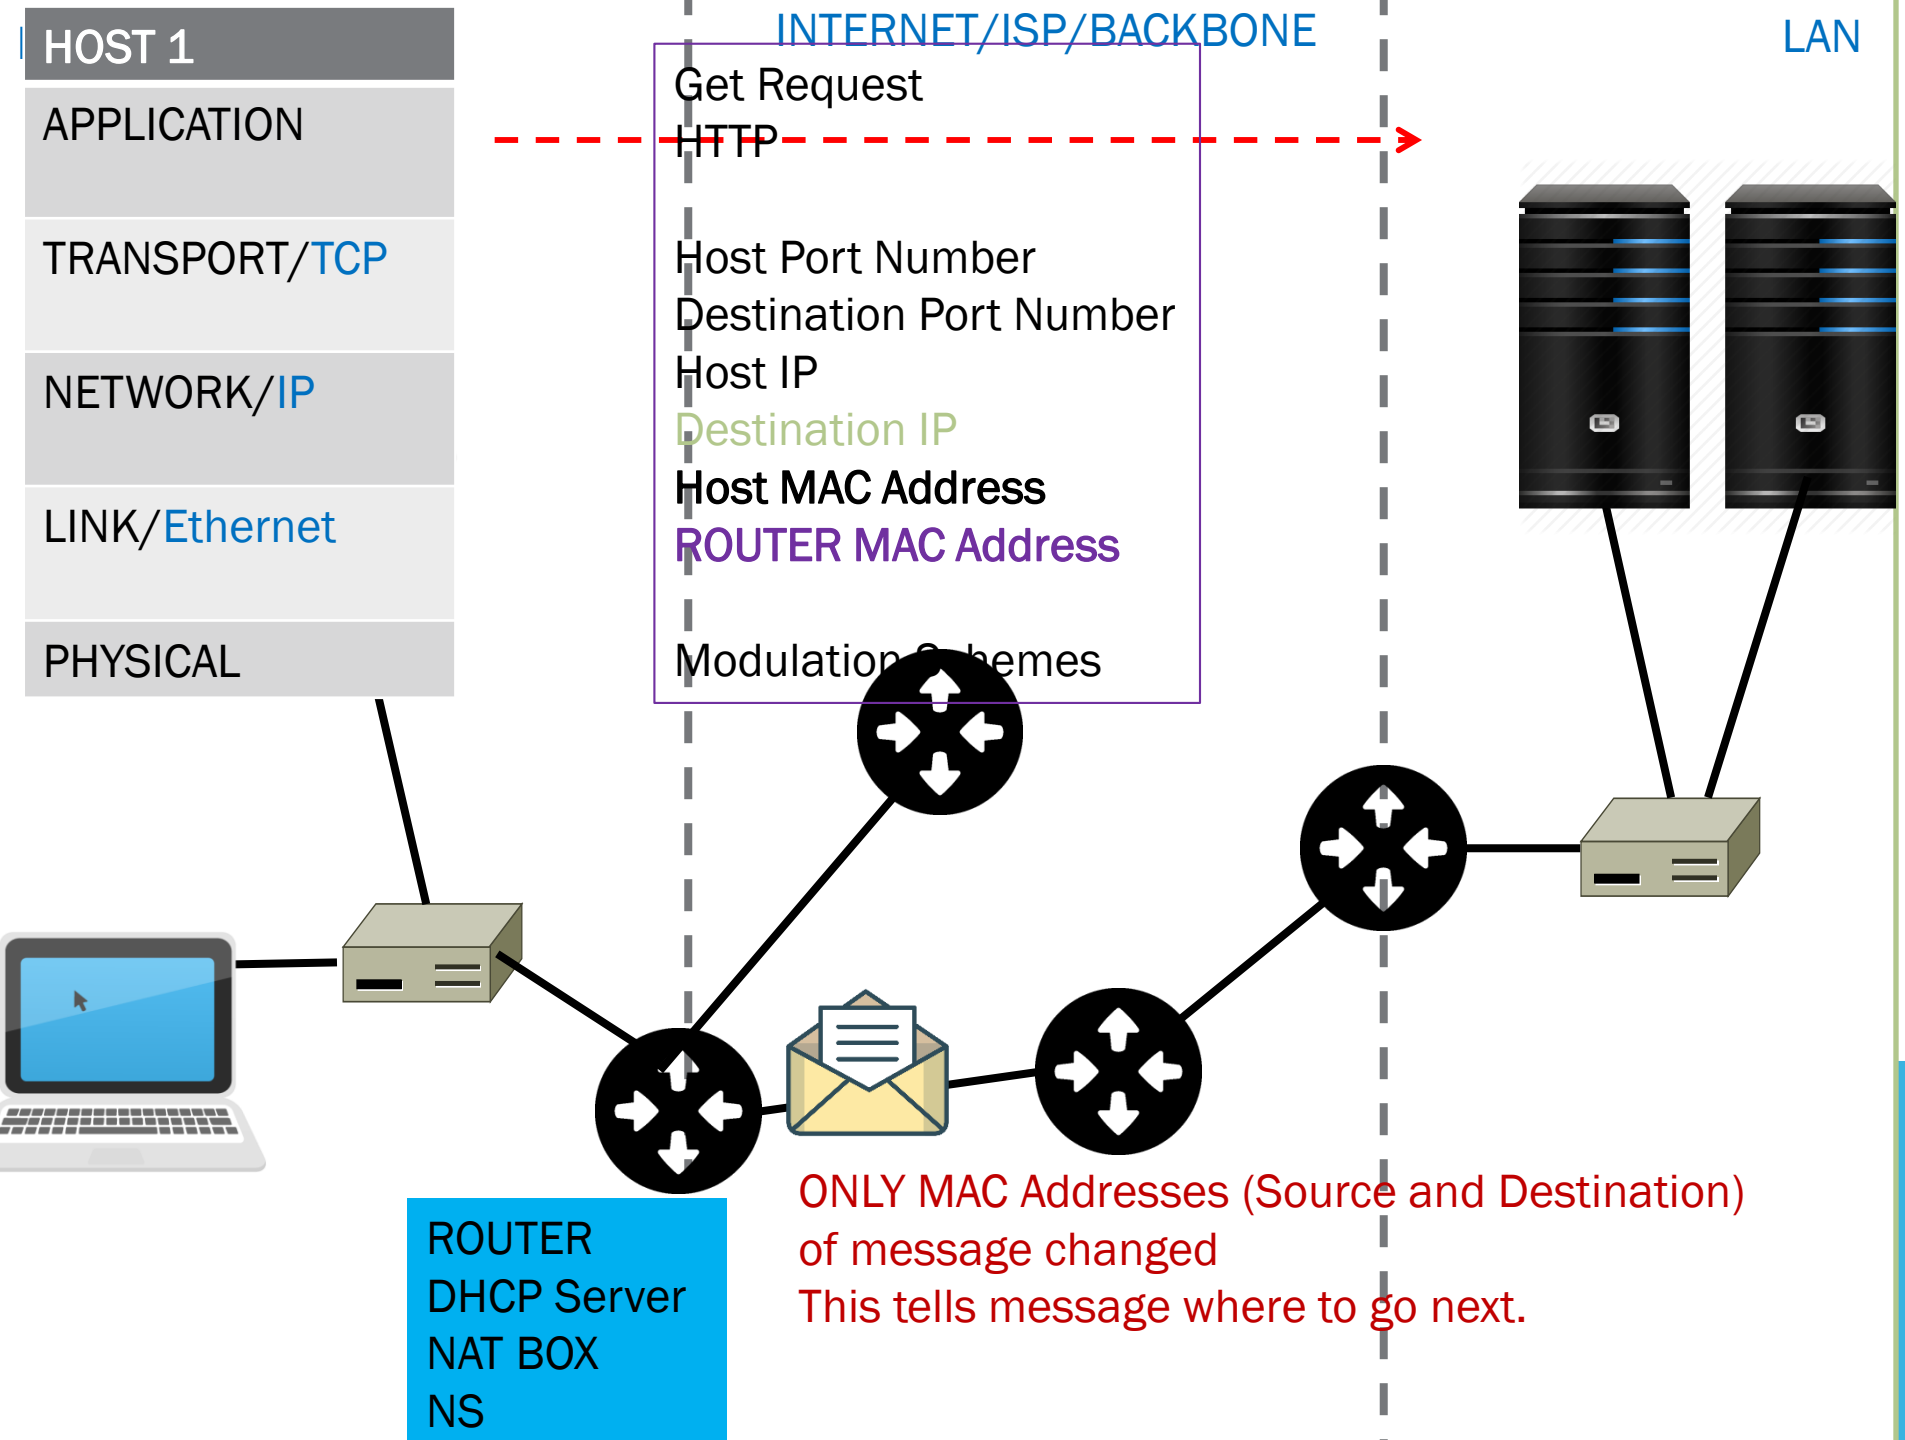 HOST 1
APPLICATION
TRANSPORT/TCP
NETWORK/IP
LINK/Ethernet
PHYSICAL
INTERNET/ISP/BACKBONE
LAN
Get Request
HTTP
Host Port Number
Destination Port Number
Host IP
Destination IP
Host MAC Address
ROUTER MAC Address
Modulation Schemes
ROUTER
DHCP Server
NAT BOX
NS
ONLY MAC Addresses (Source and Destination)
of message changed
This tells message where to go next.